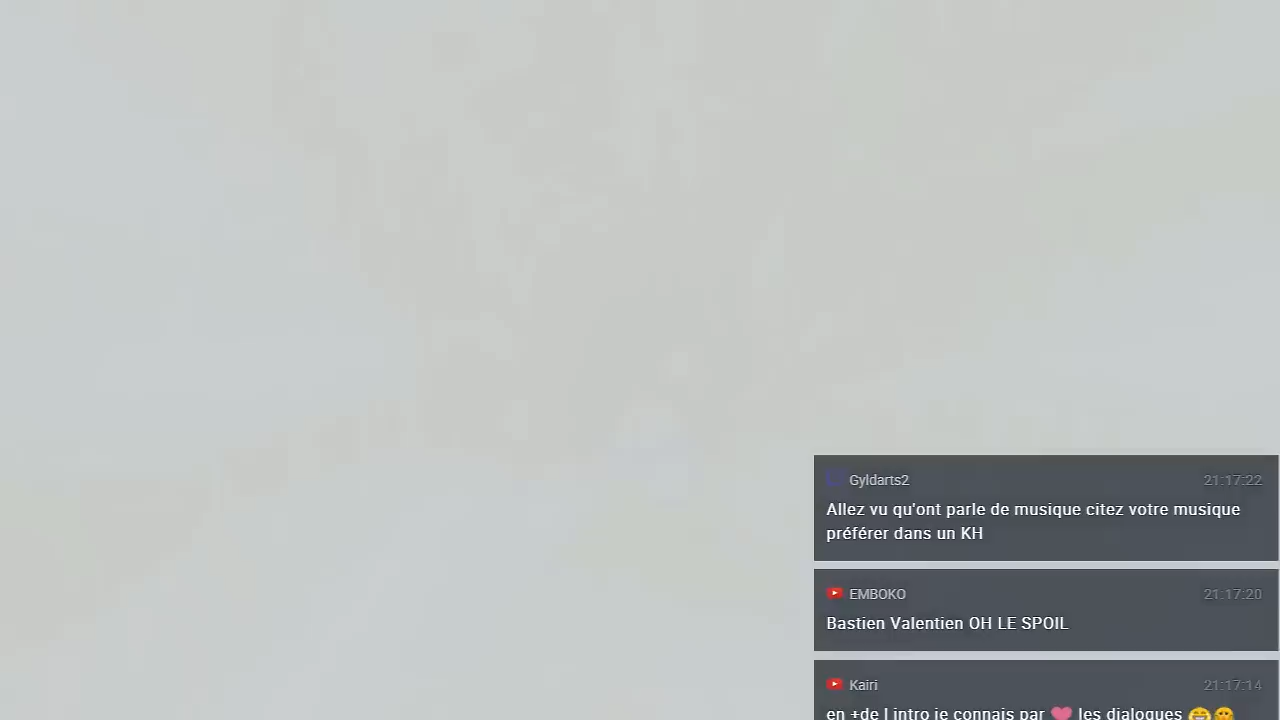 Gyldarts2 21:17:22
Allez vu qu'ont parle de musique citez votre musique
préférer dans un KH
EMBOKO 21:17:20
Bastien Valentien OH LE SPOIL
Kairi 21:17:14
en +de l intro je connais par ❤ les dialogues 😂🤗